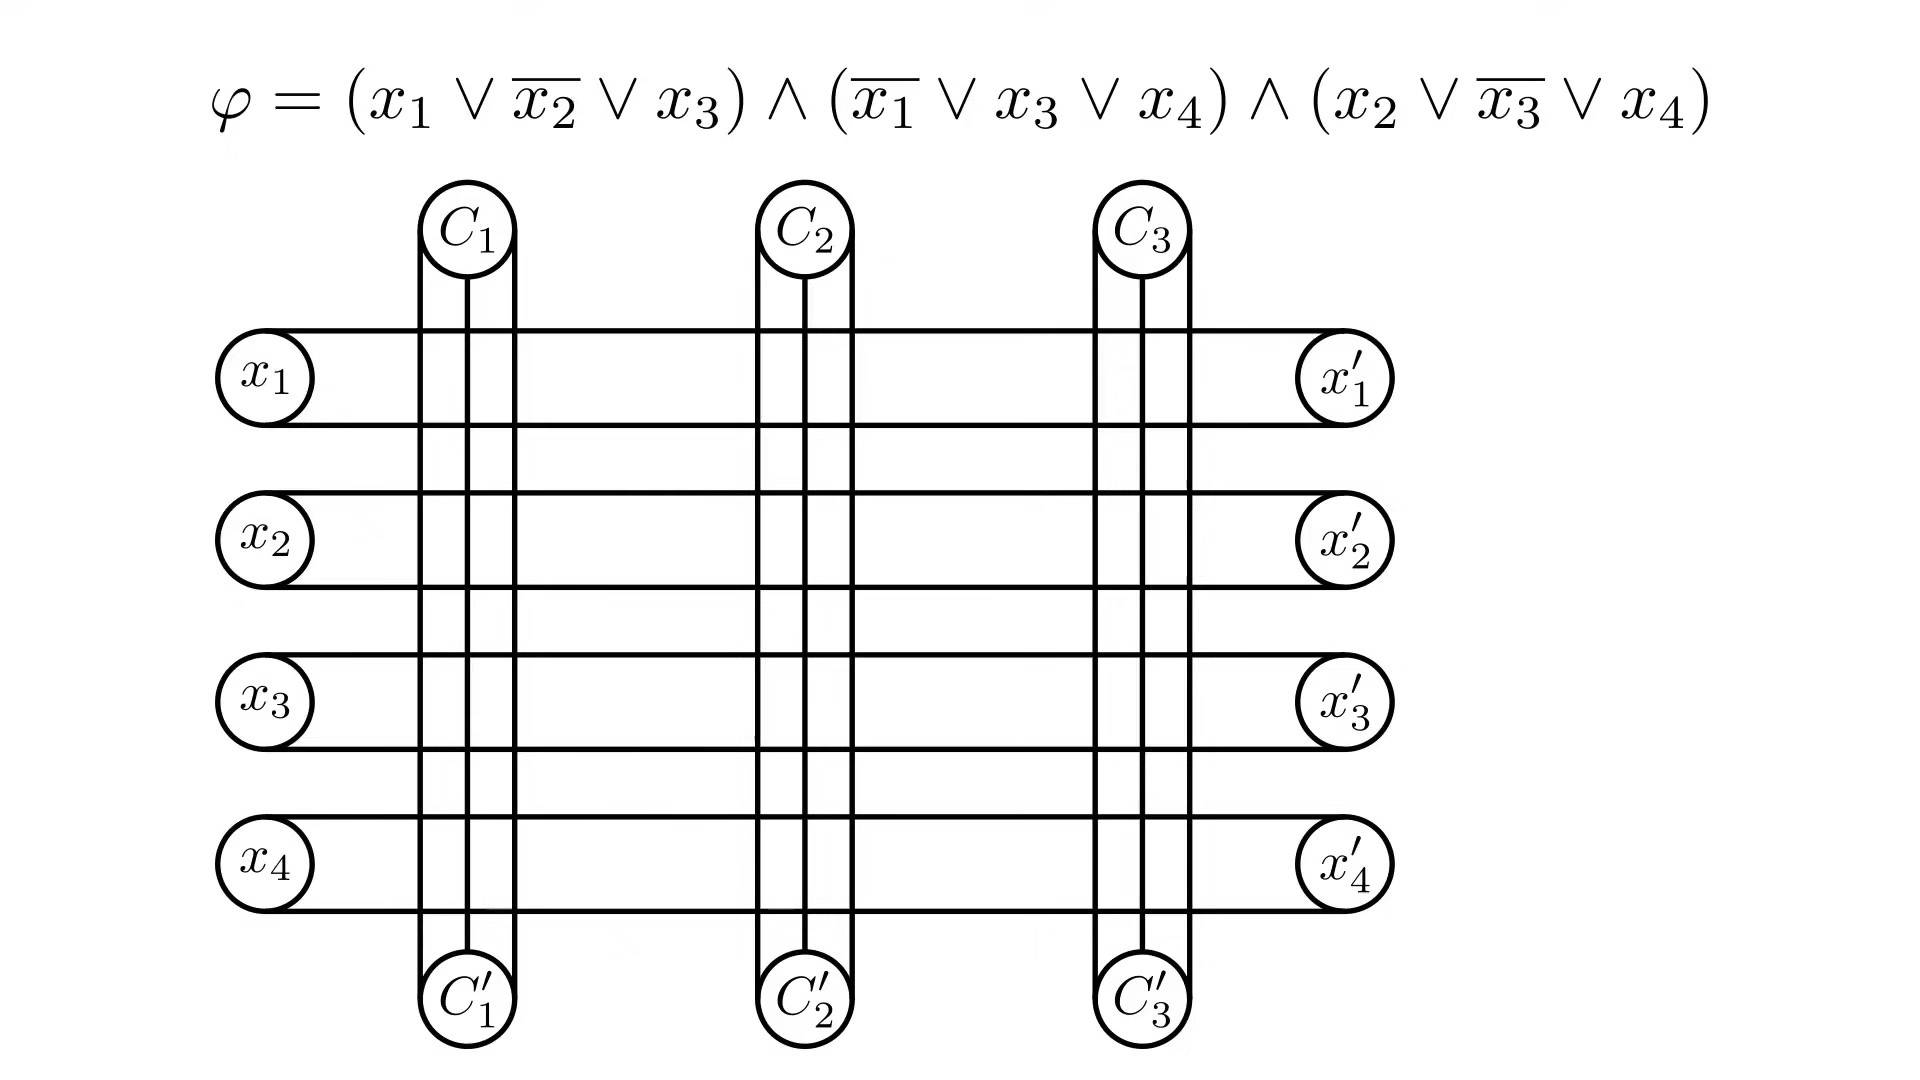 φ = (x₁ ∨ x̅₂ ∨ x₃) ∧ (x̅₁ ∨ x₃ ∨ x₄) ∧ (x₂ ∨ x̅₃ ∨ x₄)
C₁ C₂ C₃
x₁ x′₁
x₂ x′₂
x₃ x′₃
x₄ x′₄
C′₁ C′₂ C′₃